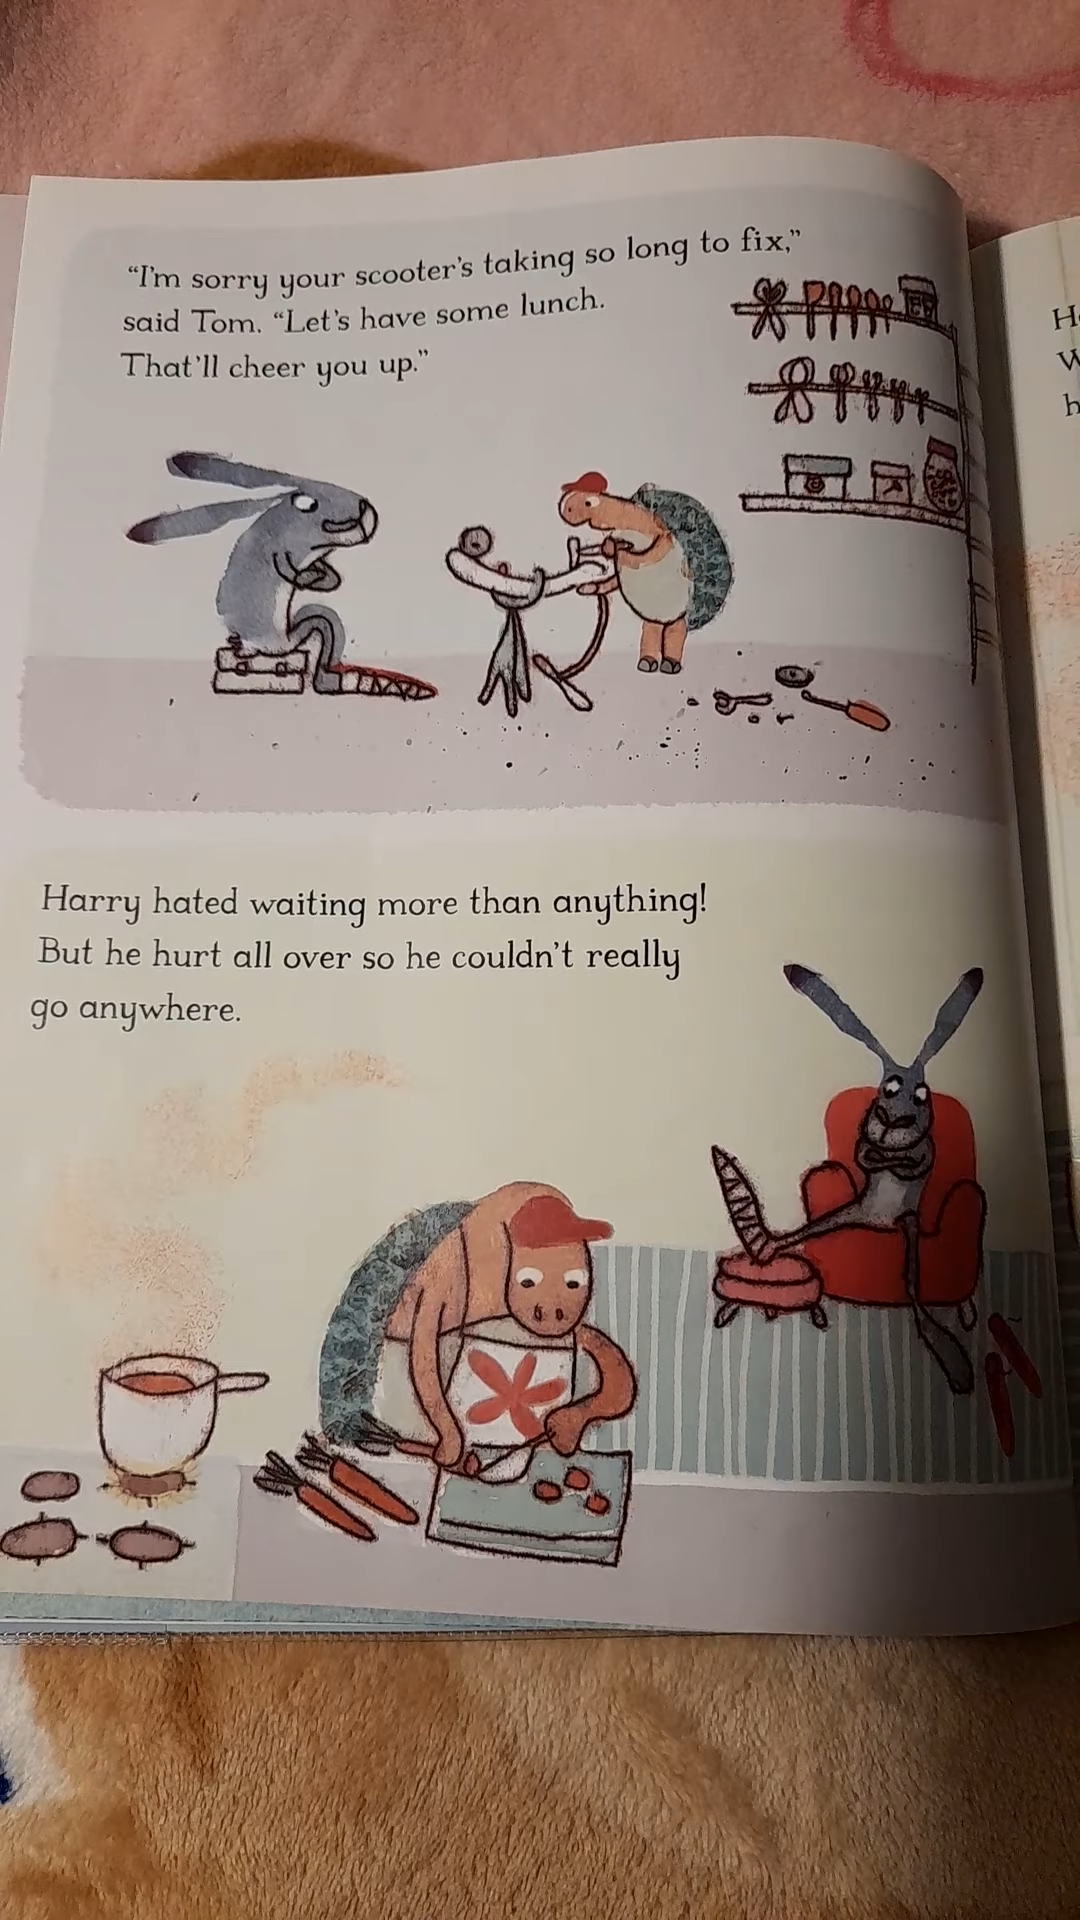 “I’m sorry your scooter’s taking so long to fix,”
said Tom. “Let’s have some lunch.
That’ll cheer you up.”
Harry hated waiting more than anything!
But he hurt all over so he couldn’t really
go anywhere.